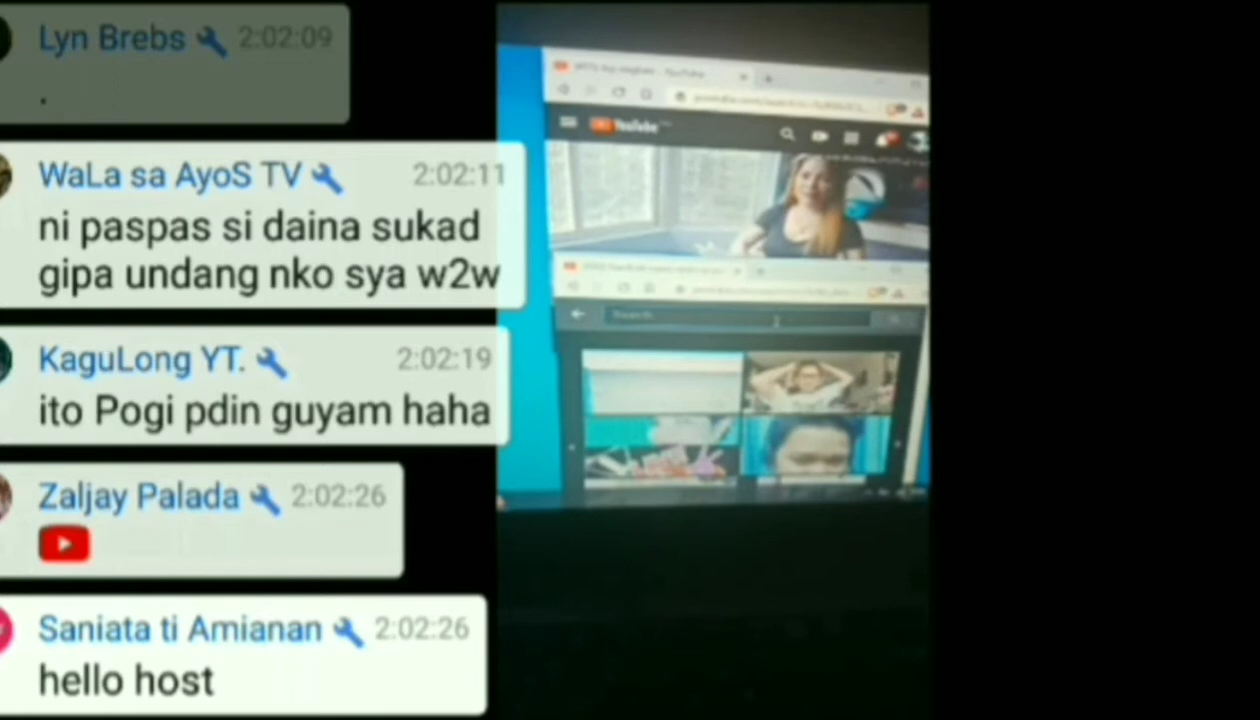 Lyn Brebs 2:02:09
.
WaLa sa AyoS TV 2:02:11
ni paspas si daina sukad
gipa undang nko sya w2w
KaguLong YT. 2:02:19
ito Pogi pdin guyam haha
Zaljay Palada 2:02:26
Saniata ti Amianan 2:02:26
hello host
YouTube
Search